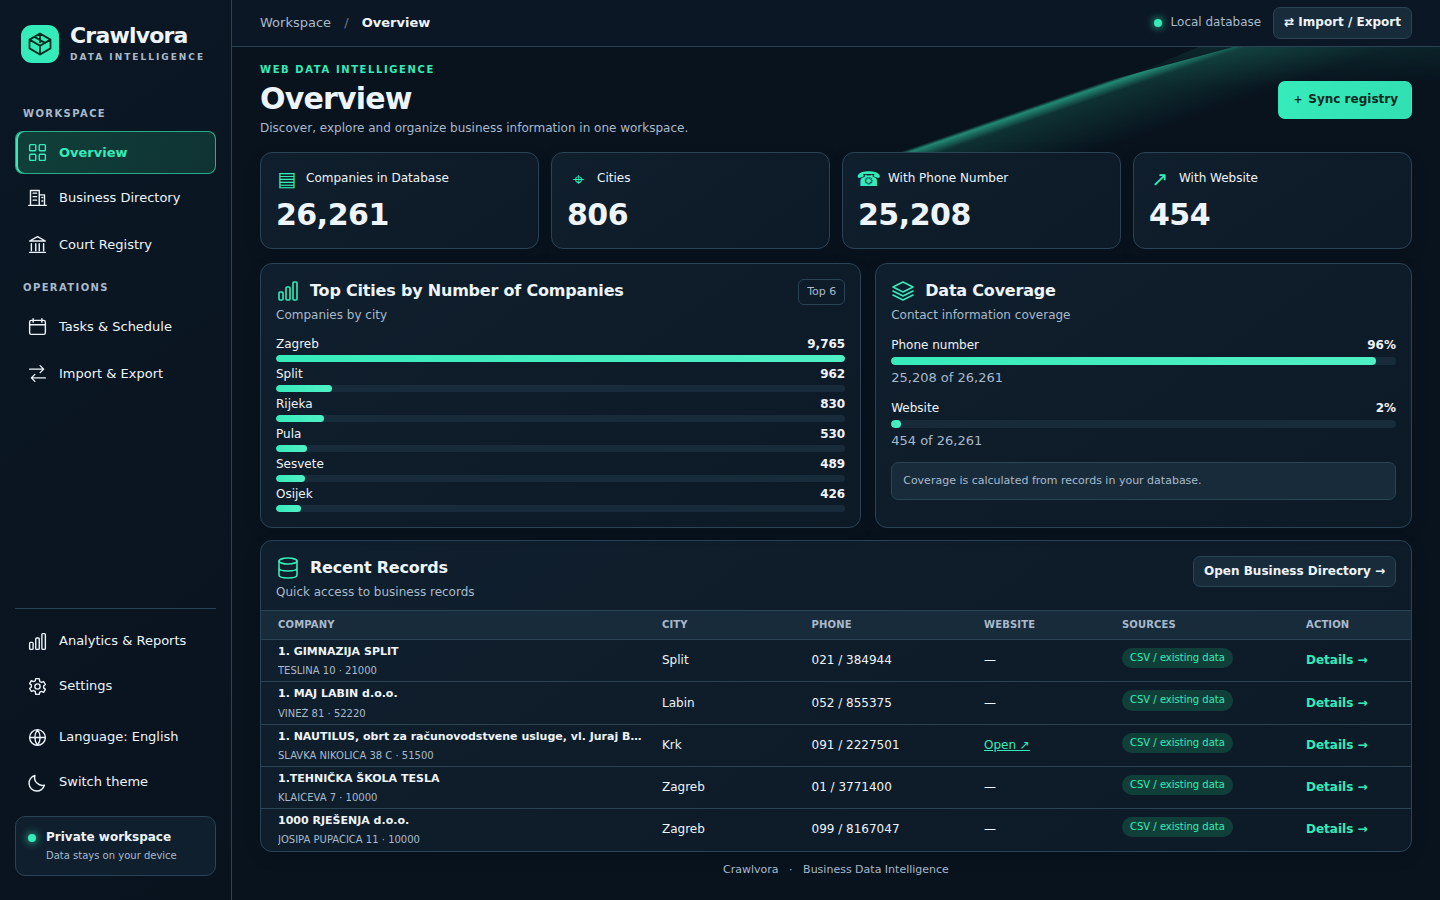 Crawlvora
DATA INTELLIGENCE
WORKSPACE
Overview
Business Directory
Court Registry
OPERATIONS
Tasks & Schedule
Import & Export
Analytics & Reports
Settings
Language: English
Switch theme
Private workspace
Data stays on your device
Workspace / Overview
Local database
⇄ Import / Export
WEB DATA INTELLIGENCE
Overview
Discover, explore and organize business information in one workspace.
+ Sync registry
Companies in Database
26,261
Cities
806
With Phone Number
25,208
With Website
454
Top Cities by Number of Companies
Top 6
Companies by city
Zagreb 9,765
Split 962
Rijeka 830
Pula 530
Sesvete 489
Osijek 426
Data Coverage
Contact information coverage
Phone number 96%
25,208 of 26,261
Website 2%
454 of 26,261
Coverage is calculated from records in your database.
Recent Records
Quick access to business records
Open Business Directory →
COMPANY CITY PHONE WEBSITE SOURCES ACTION
1. GIMNAZIJA SPLIT
TESLINA 10 · 21000
Split 021 / 384944 — CSV / existing data Details →
1. MAJ LABIN d.o.o.
VINEŽ 81 · 52220
Labin 052 / 855375 — CSV / existing data Details →
1. NAUTILUS, obrt za računovodstvene usluge, vl. Juraj B…
SLAVKA NIKOLIĆA 38 C · 51500
Krk 091 / 2227501 Open ↗ CSV / existing data Details →
1.TEHNIČKA ŠKOLA TESLA
KLAIĆEVA 7 · 10000
Zagreb 01 / 3771400 — CSV / existing data Details →
1000 RJEŠENJA d.o.o.
JOSIPA PUPAČIĆA 11 · 10000
Zagreb 099 / 8167047 — CSV / existing data Details →
Crawlvora · Business Data Intelligence